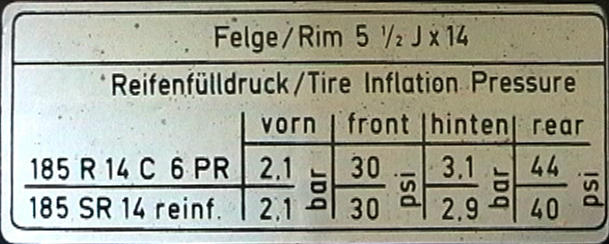 Felge/Rim 5 ½ J x 14
Reifenfülldruck/Tire Inflation Pressure
vorn front hinten rear
185 R 14 C 6 PR 2,1 bar 30 psi 3,1 bar 44 psi
185 SR 14 reinf. 2,1 30 2,9 40